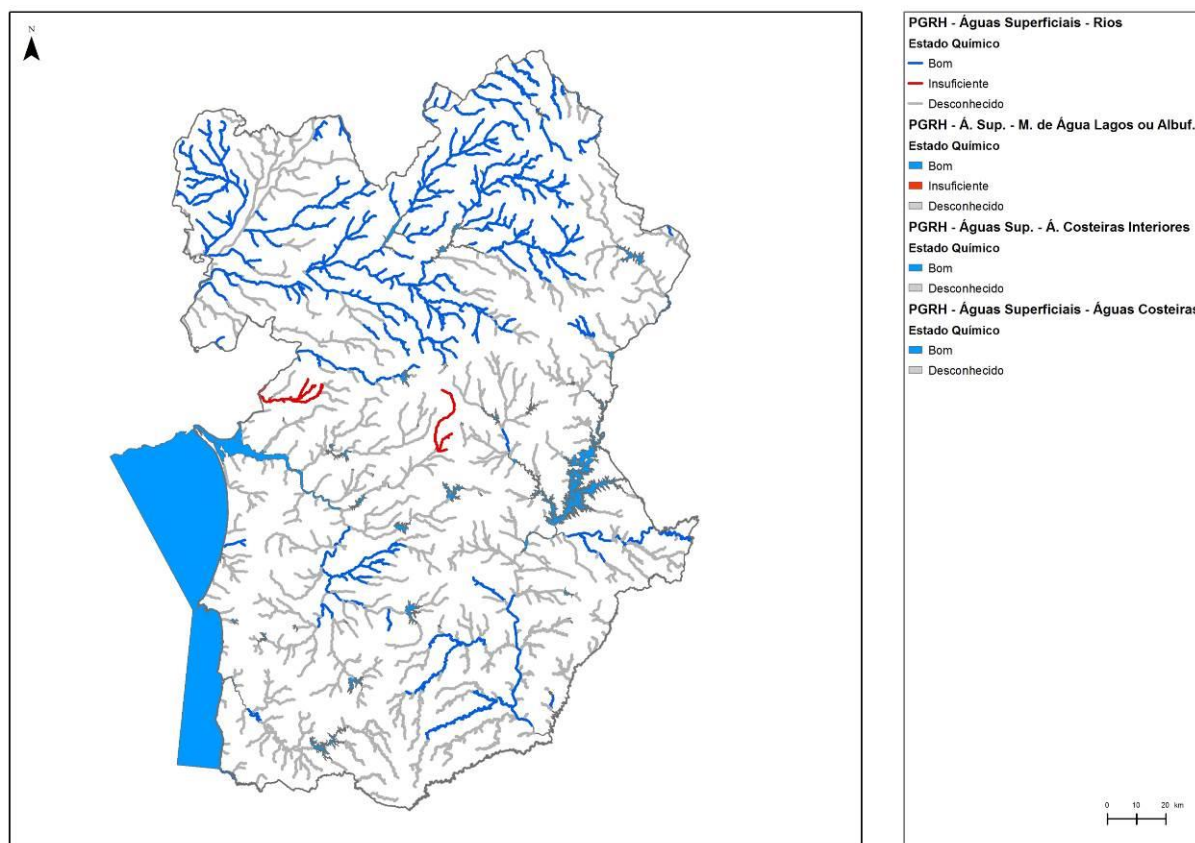 N
PGRH - Águas Superficiais - Rios
Estado Químico
Bom
Insuficiente
Desconhecido
PGRH - Á. Sup. - M. de Água Lagos ou Albuf.
Estado Químico
Bom
Insuficiente
Desconhecido
PGRH - Águas Sup. - Á. Costeiras Interiores
Estado Químico
Bom
Desconhecido
PGRH - Águas Superficiais - Águas Costeiras
Estado Químico
Bom
Desconhecido
0 10 20 km